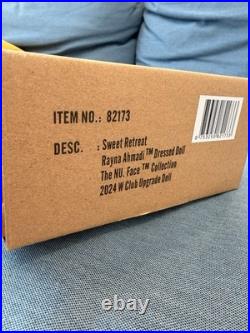 ITEM NO.: 82173
DESC. : Sweet Retreat
Rayna Ahmadi™ Dressed Doll
The NU. Face™ Collection
2024 W Club Upgrade Doll